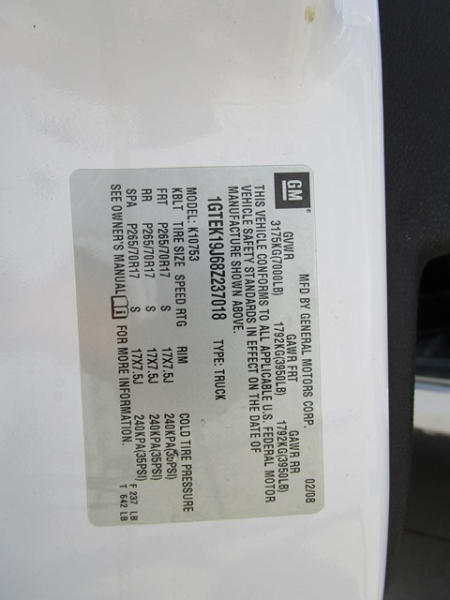 GM
MFD BY GENERAL MOTORS CORP. 02/08
GVWR GAWR FRT GAWR RR
3175KG(7000LB) 1792KG(3950LB) 1792KG(3950LB)
THIS VEHICLE CONFORMS TO ALL APPLICABLE U.S. FEDERAL MOTOR
VEHICLE SAFETY STANDARDS IN EFFECT ON THE DATE OF
MANUFACTURE SHOWN ABOVE.
1GTEK19J68Z237018 TYPE: TRUCK
MODEL: K10753
KBLT TIRE SIZE SPEED RTG RIM COLD TIRE PRESSURE
FRT P265/70R17 S 17X7.5J 240KPA(35PSI)
RR P265/70R17 S 17X7.5J 240KPA(35PSI)
SPA P265/70R17 S 17X7.5J 240KPA(35PSI)
SEE OWNER'S MANUAL FOR MORE INFORMATION.
F 237 LB
T 642 LB